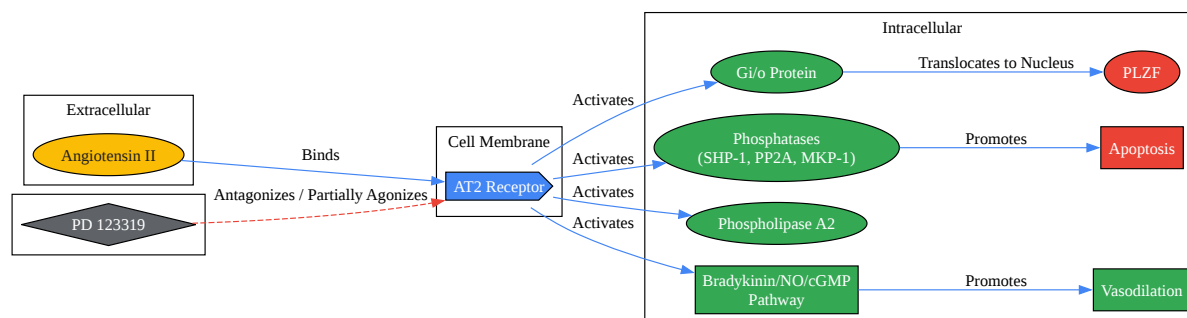 Intracellular
Gi/o Protein
Translocates to Nucleus
PLZF
Activates
Extracellular
Angiotensin II
Binds
Cell Membrane
AT2 Receptor
Activates
Phosphatases
(SHP-1, PP2A, MKP-1)
Promotes
Apoptosis
Antagonizes / Partially Agonizes
PD 123319
Activates
Phospholipase A2
Activates
Bradykinin/NO/cGMP
Pathway
Promotes
Vasodilation